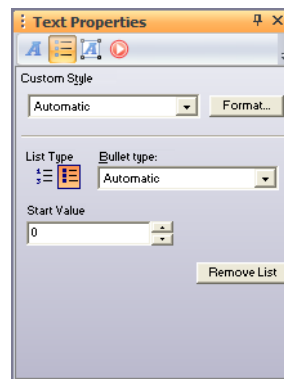 Text Properties
Custom Style
Automatic
Format...
List Type
Bullet type:
Automatic
Start Value
0
Remove List